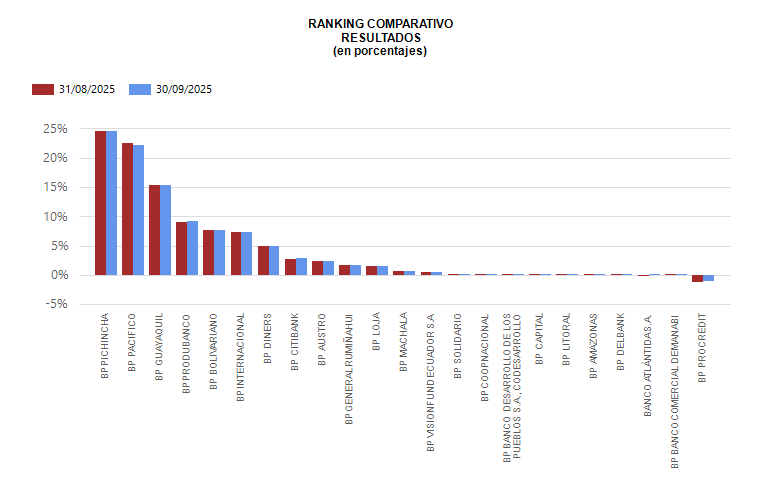 RANKING COMPARATIVO
RESULTADOS
(en porcentajes)
31/08/2025
30/09/2025
25%
20%
15%
10%
5%
0%
-5%
BP PICHINCHA
BP PACIFICO
BP GUAYAQUIL
BP PRODUBANCO
BP BOLIVARIANO
BP INTERNACIONAL
BP DINERS
BP CITIBANK
BP AUSTRO
BP GENERAL RUMIÑAHUI
BP LOJA
BP MACHALA
BP VISIONFUND ECUADOR S.A.
BP SOLIDARIO
BP COOPNACIONAL
BP BANCO DESARROLLO DE LOS
PUEBLOS S.A., CODESARROLLO
BP CAPITAL
BP LITORAL
BP AMAZONAS
BP DELBANK
BANCO ATLÁNTIDA S.A.
BP BANCO COMERCIAL DE MANABI
BP PROCREDIT